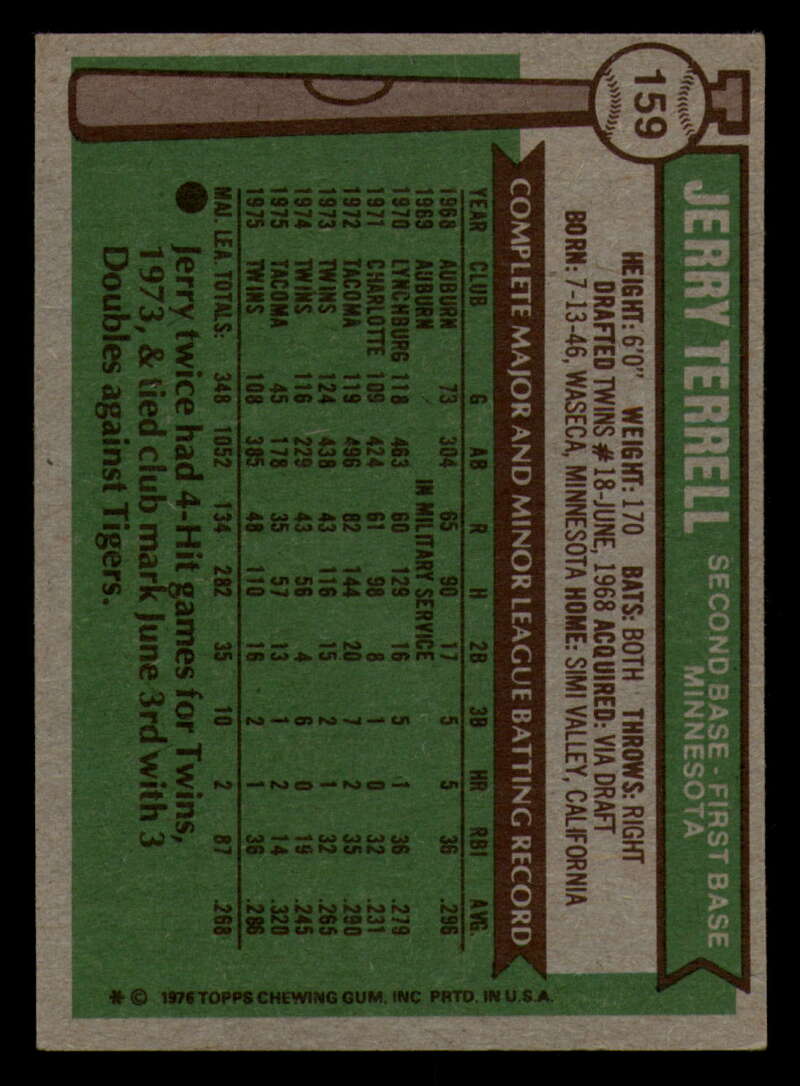 159
JERRY TERRELL
SECOND BASE - FIRST BASE
MINNESOTA
HEIGHT: 6'0" WEIGHT: 170 BATS: BOTH THROWS: RIGHT
DRAFTED TWINS #18-JUNE, 1968 ACQUIRED: VIA DRAFT
BORN: 7-13-46, WASECA, MINNESOTA HOME: SIMI VALLEY, CALIFORNIA
COMPLETE MAJOR AND MINOR LEAGUE BATTING RECORD
YEAR CLUB G AB R H 2B 3B HR RBI AVG.
1968 AUBURN 73 304 65 90 17 5 5 36 .296
1969 AUBURN IN MILITARY SERVICE
1970 LYNCHBURG 118 463 60 129 16 5 1 36 .279
1971 CHARLOTTE 109 424 61 98 8 1 0 32 .231
1972 TACOMA 119 496 82 144 20 7 2 35 .290
1973 TWINS 124 438 43 116 15 2 1 32 .265
1974 TWINS 116 229 43 56 4 6 0 19 .245
1975 TACOMA 45 178 35 57 13 1 2 14 .320
1975 TWINS 108 385 48 110 16 2 1 36 .286
MAJ. LEA. TOTALS: 348 1052 134 282 35 10 2 87 .268
Jerry twice had 4-Hit games for Twins,
1973, & tied club mark June 3rd with 3
Doubles against Tigers.
* © 1976 TOPPS CHEWING GUM, INC PRTD. IN U.S.A.